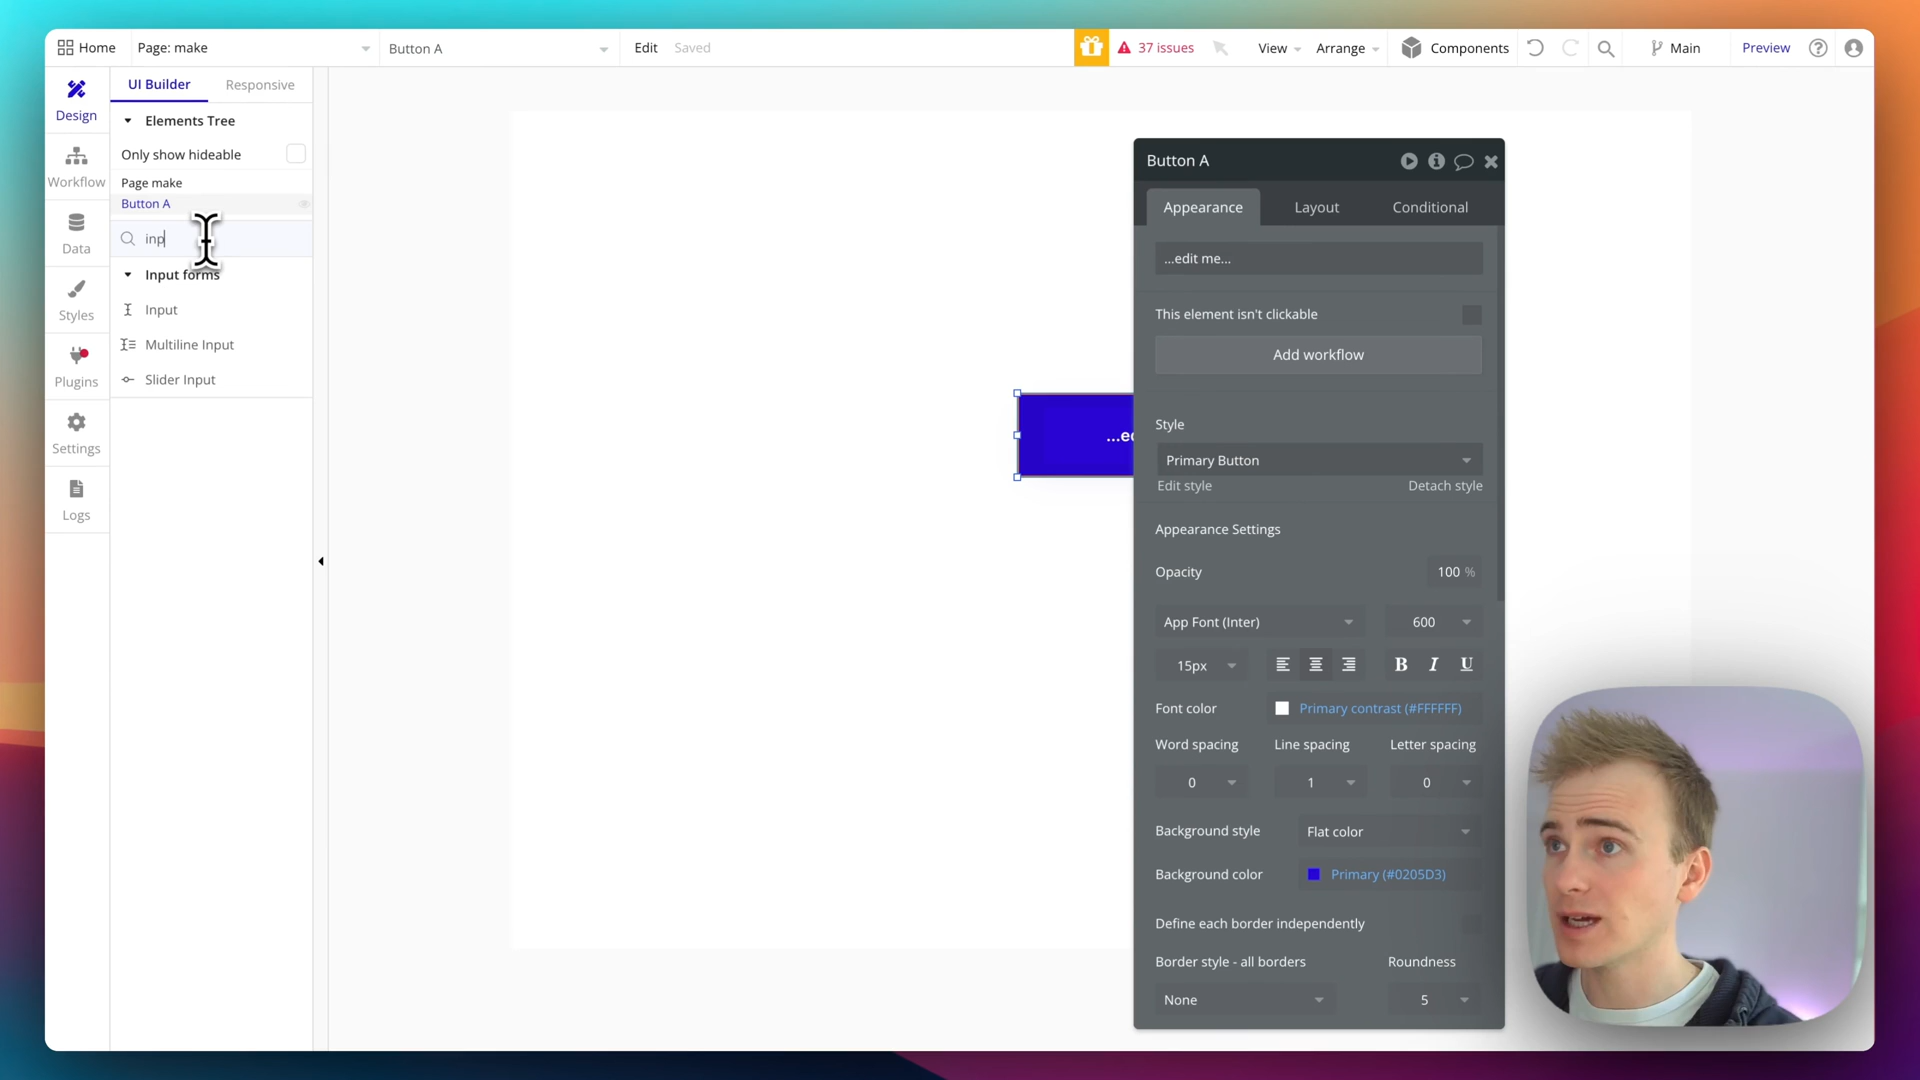 Home
Page: make
Button A
Edit
Saved
37 issues
View
Arrange
Components
Main
Preview
Design
Workflow
Data
Styles
Plugins
Settings
Logs
UI Builder
Responsive
Elements Tree
Only show hideable
Page make
Button A
inp
Input forms
Input
Multiline Input
Slider Input
...ed
Button A
Appearance
Layout
Conditional
...edit me...
This element isn't clickable
Add workflow
Style
Primary Button
Edit style
Detach style
Appearance Settings
Opacity
100 %
App Font (Inter)
600
15px
B I U
Font color
Primary contrast (#FFFFFF)
Word spacing
Line spacing
Letter spacing
0
1
0
Background style
Flat color
Background color
Primary (#0205D3)
Define each border independently
Border style - all borders
Roundness
None
5